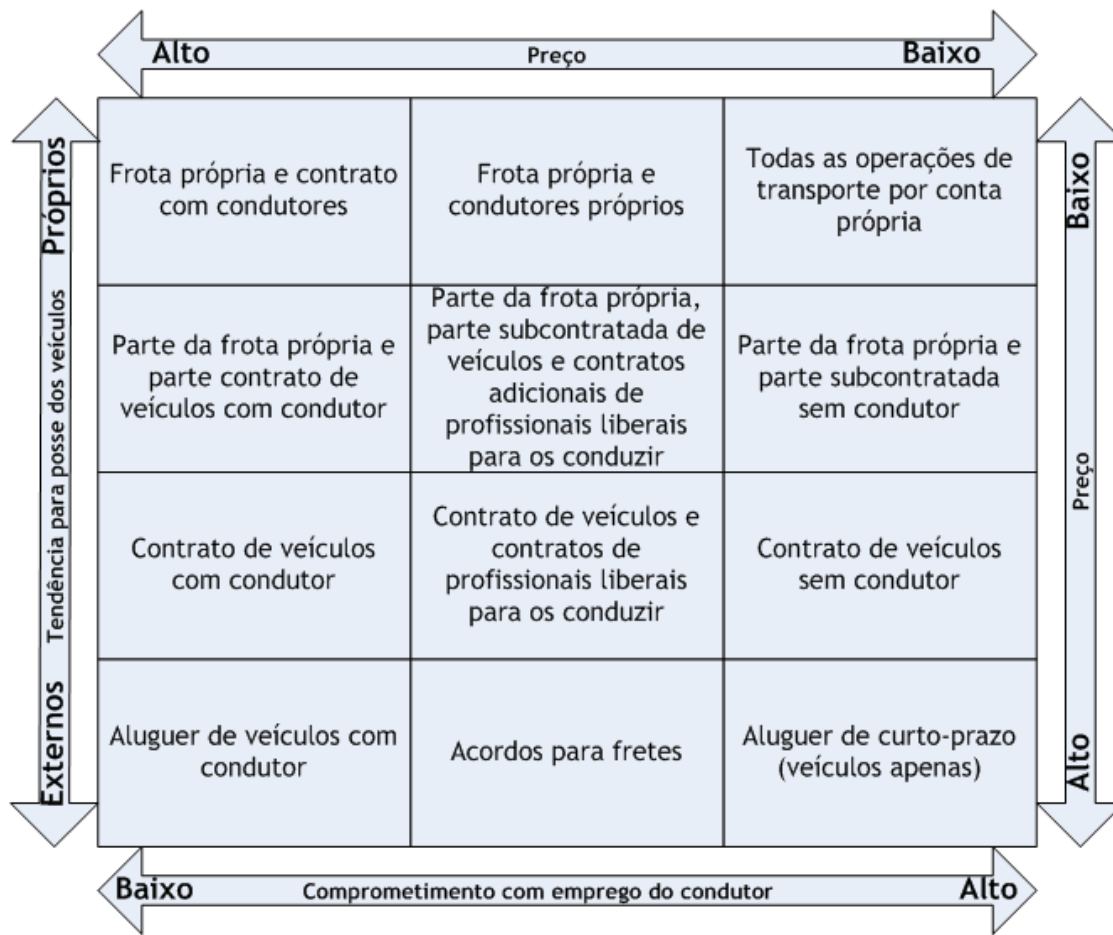 Alto Preço Baixo
Próprios
Tendência para posse dos veículos
Externos
Frota própria e contrato
com condutores
Frota própria e
condutores próprios
Todas as operações de
transporte por conta
própria
Parte da frota própria e
parte contrato de
veículos com condutor
Parte da frota própria,
parte subcontratada de
veículos e contratos
adicionais de
profissionais liberais
para os conduzir
Parte da frota própria e
parte subcontratada
sem condutor
Contrato de veículos
com condutor
Contrato de veículos e
contratos de
profissionais liberais
para os conduzir
Contrato de veículos
sem condutor
Aluguer de veículos com
condutor
Acordos para fretes
Aluguer de curto-prazo
(veículos apenas)
Baixo
Preço
Alto
Baixo Comprometimento com emprego do condutor Alto